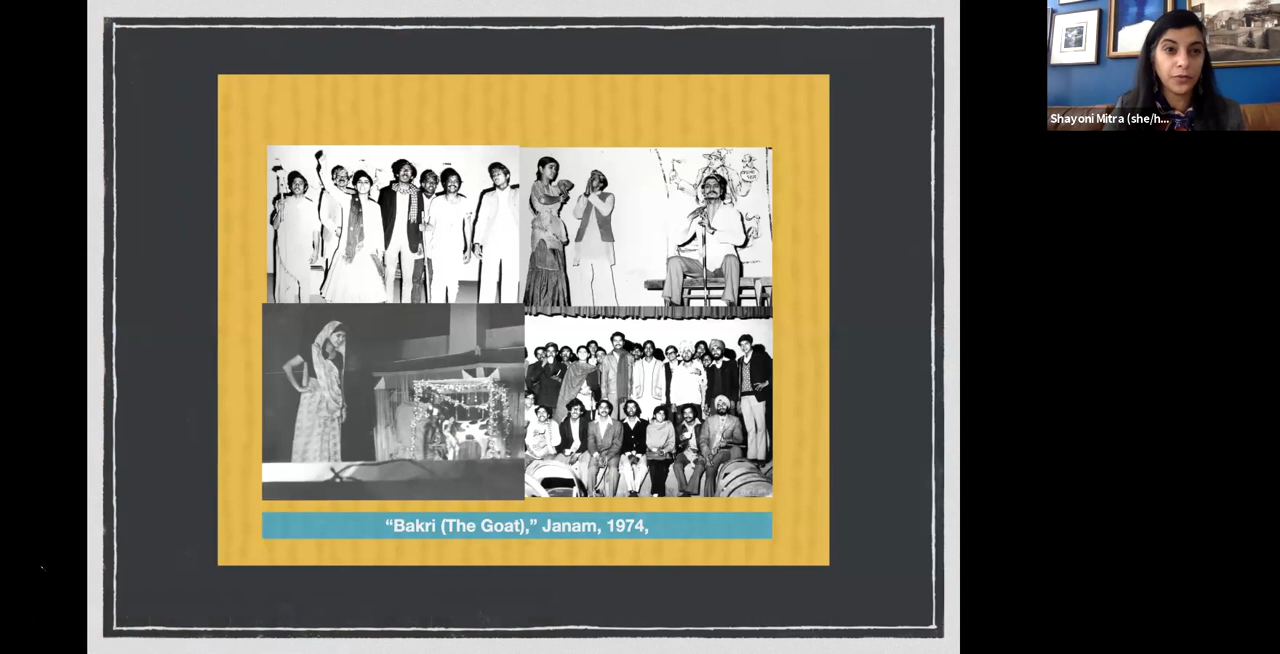 “Bakri (The Goat),” Janam, 1974,
Shayoni Mitra (she/h...